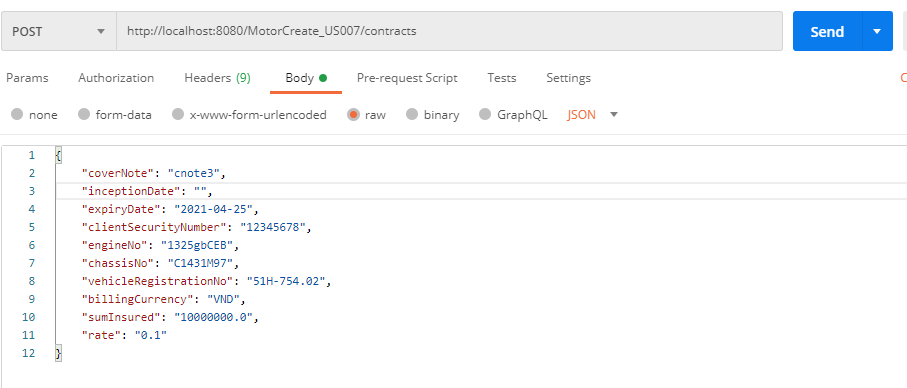 POST http://localhost:8080/MotorCreate_US007/contracts Send
Params Authorization Headers (9) Body Pre-request Script Tests Settings C
none form-data x-www-form-urlencoded raw binary GraphQL JSON
1 {
2 "coverNote": "cnote3",
3 "inceptionDate": "",
4 "expiryDate": "2021-04-25",
5 "clientSecurityNumber": "12345678",
6 "engineNo": "1325gbCEB",
7 "chassisNo": "C1431M97",
8 "vehicleRegistrationNo": "51H-754.02",
9 "billingCurrency": "VND",
10 "sumInsured": "10000000.0",
11 "rate": "0.1"
12 }